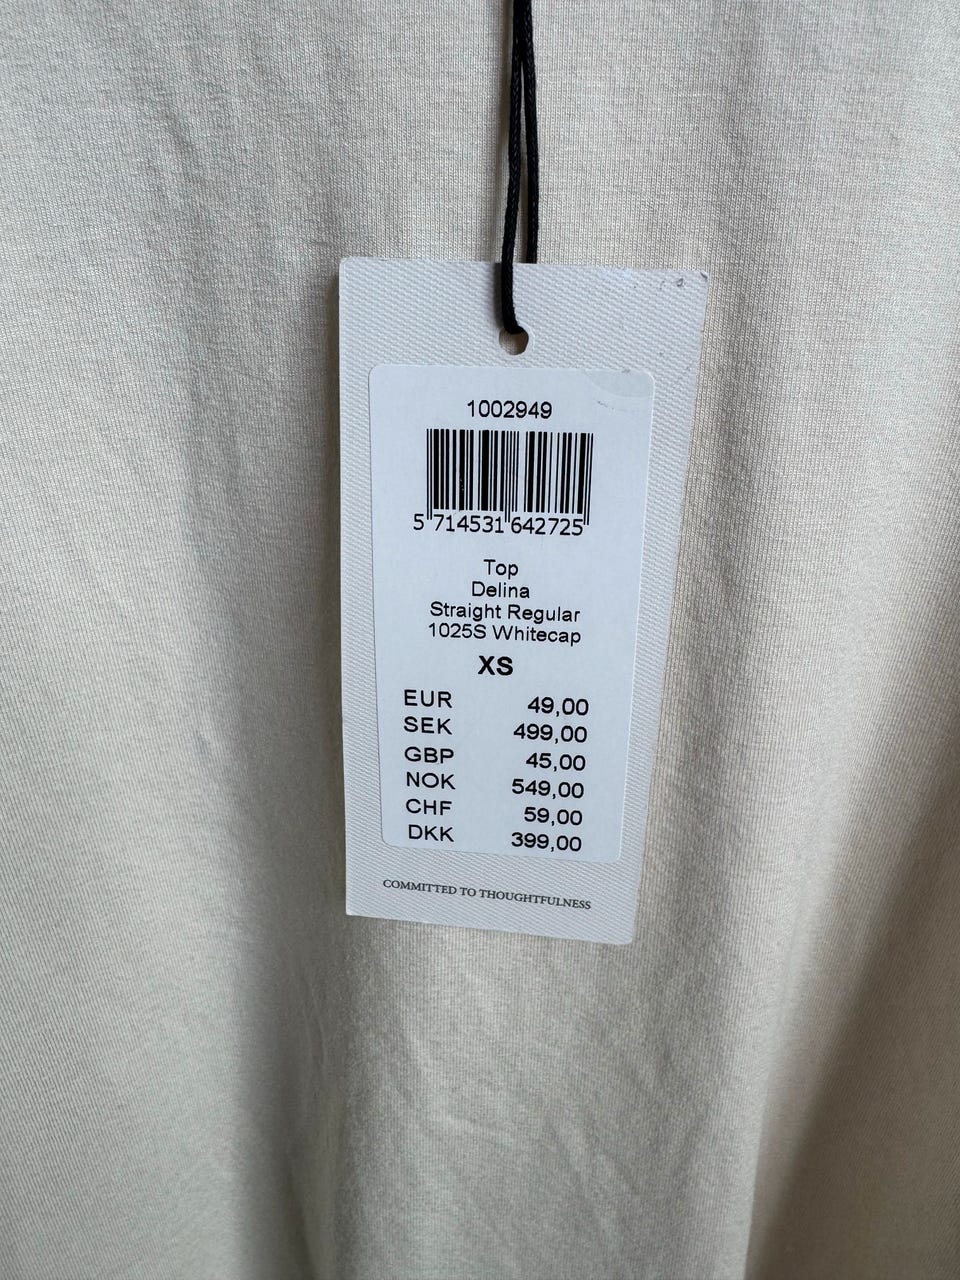 1002949
5 714531 642725
Top
Delina
Straight Regular
1025S Whitecap
XS
EUR 49,00
SEK 499,00
GBP 45,00
NOK 549,00
CHF 59,00
DKK 399,00
COMMITTED TO THOUGHTFULNESS